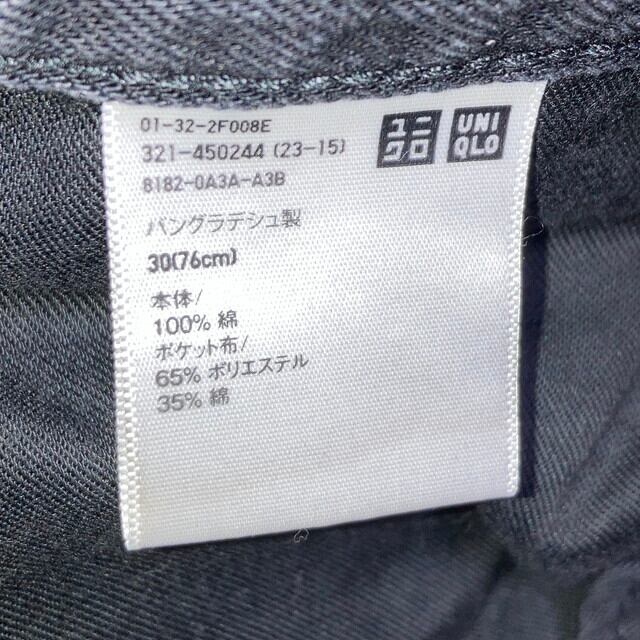 01-32-2F008E
321-450244 (23-15)
8182-0A3A-A3B
ユニ
クロ
UNI
QLO
バングラデシュ製
30(76cm)
本体/
100% 綿
ポケット布/
65% ポリエステル
35% 綿